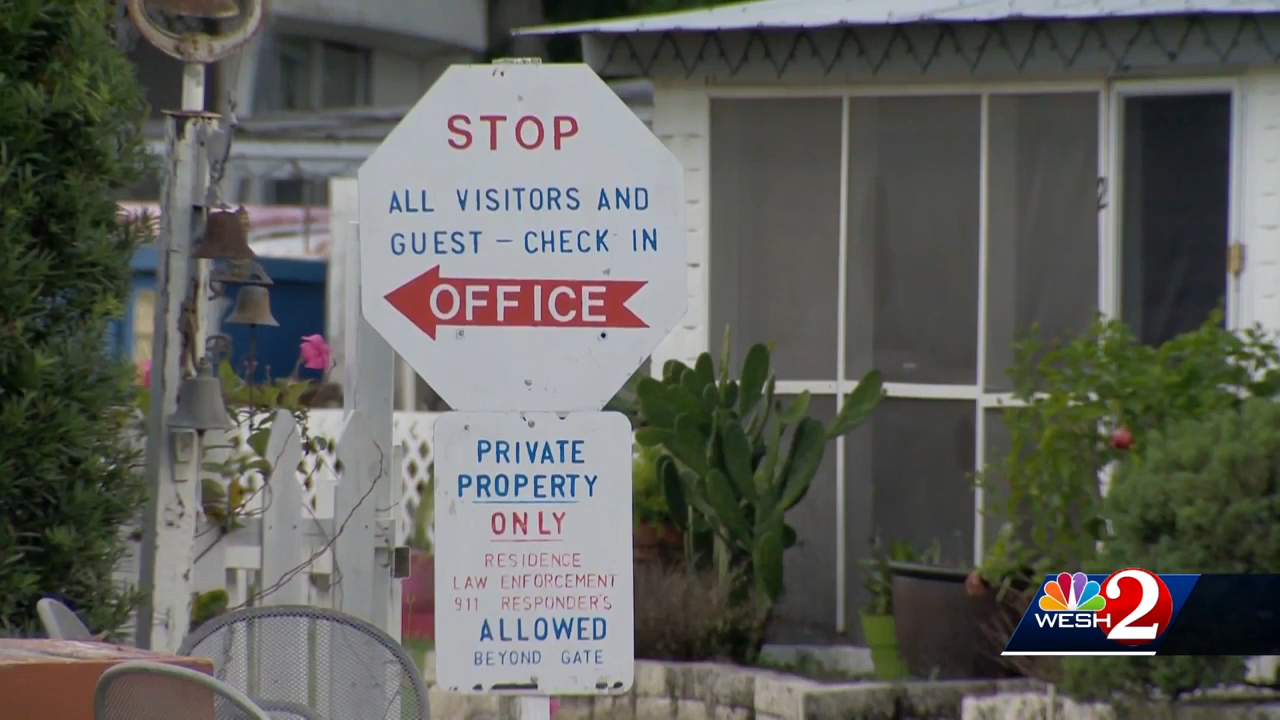 STOP
ALL VISITORS AND
GUEST - CHECK IN
OFFICE
PRIVATE
PROPERTY
ONLY
RESIDENCE
LAW ENFORCEMENT
911 RESPONDER'S
ALLOWED
BEYOND GATE
WESH 2